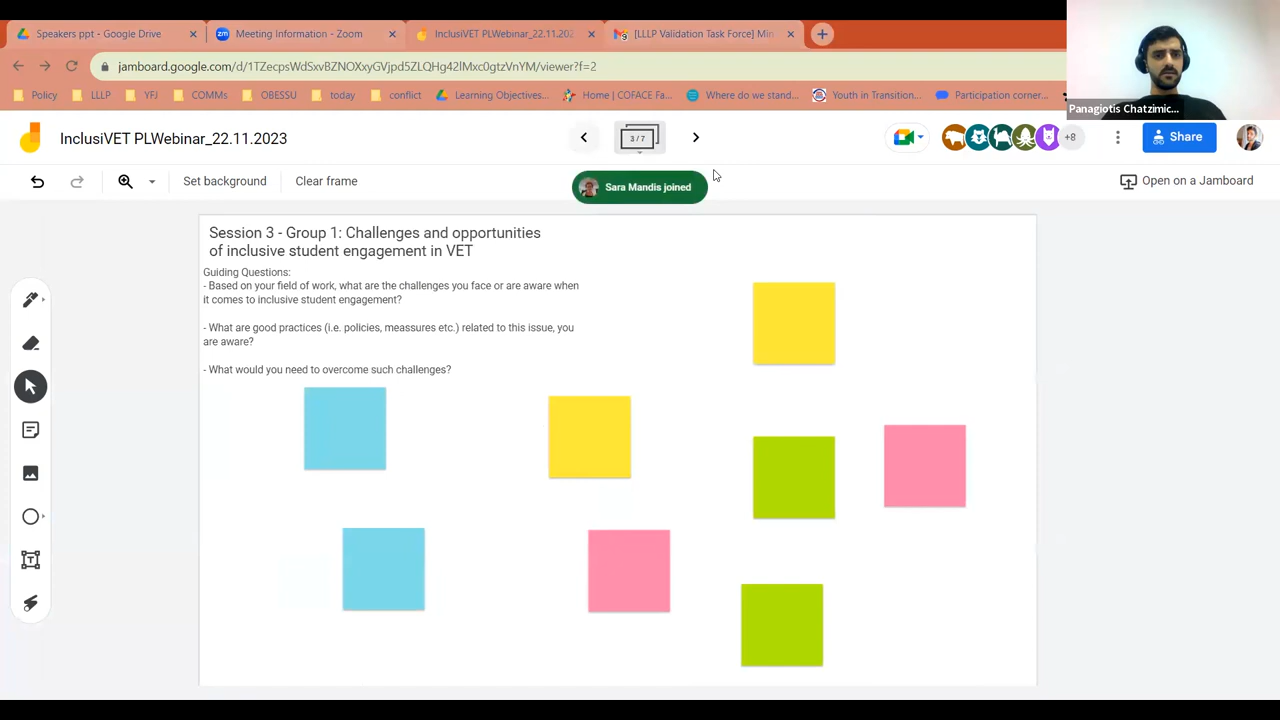 Speakers ppt - Google Drive
Meeting Information - Zoom
InclusiVET PLWebinar_22.11.202
[LLLP Validation Task Force] Min
jamboard.google.com/d/1TZecpsWdSxvBZNOXxyGVjpd5ZLQHg42lMxc0gtzVnYM/viewer?f=2
Policy
LLLP
YFJ
COMMs
OBESSU
today
conflict
Learning Objectives...
Home | COFACE Fa...
Where do we stand...
Youth in Transition...
Participation corner...
Panagiotis Chatzimic...
InclusiVET PLWebinar_22.11.2023
3 / 7
+8
Share
Set background
Clear frame
Sara Mandis joined
Open on a Jamboard
Session 3 - Group 1: Challenges and opportunities
of inclusive student engagement in VET
Guiding Questions:
- Based on your field of work, what are the challenges you face or are aware when
it comes to inclusive student engagement?
- What are good practices (i.e. policies, meassures etc.) related to this issue, you
are aware?
- What would you need to overcome such challenges?